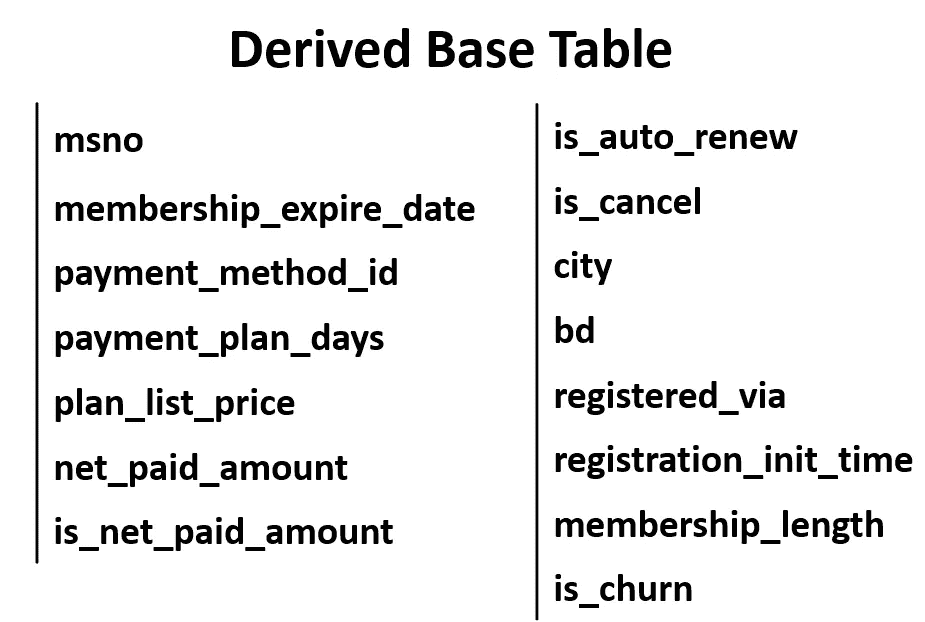 Derived Base Table
msno
membership_expire_date
payment_method_id
payment_plan_days
plan_list_price
net_paid_amount
is_net_paid_amount
is_auto_renew
is_cancel
city
bd
registered_via
registration_init_time
membership_length
is_churn